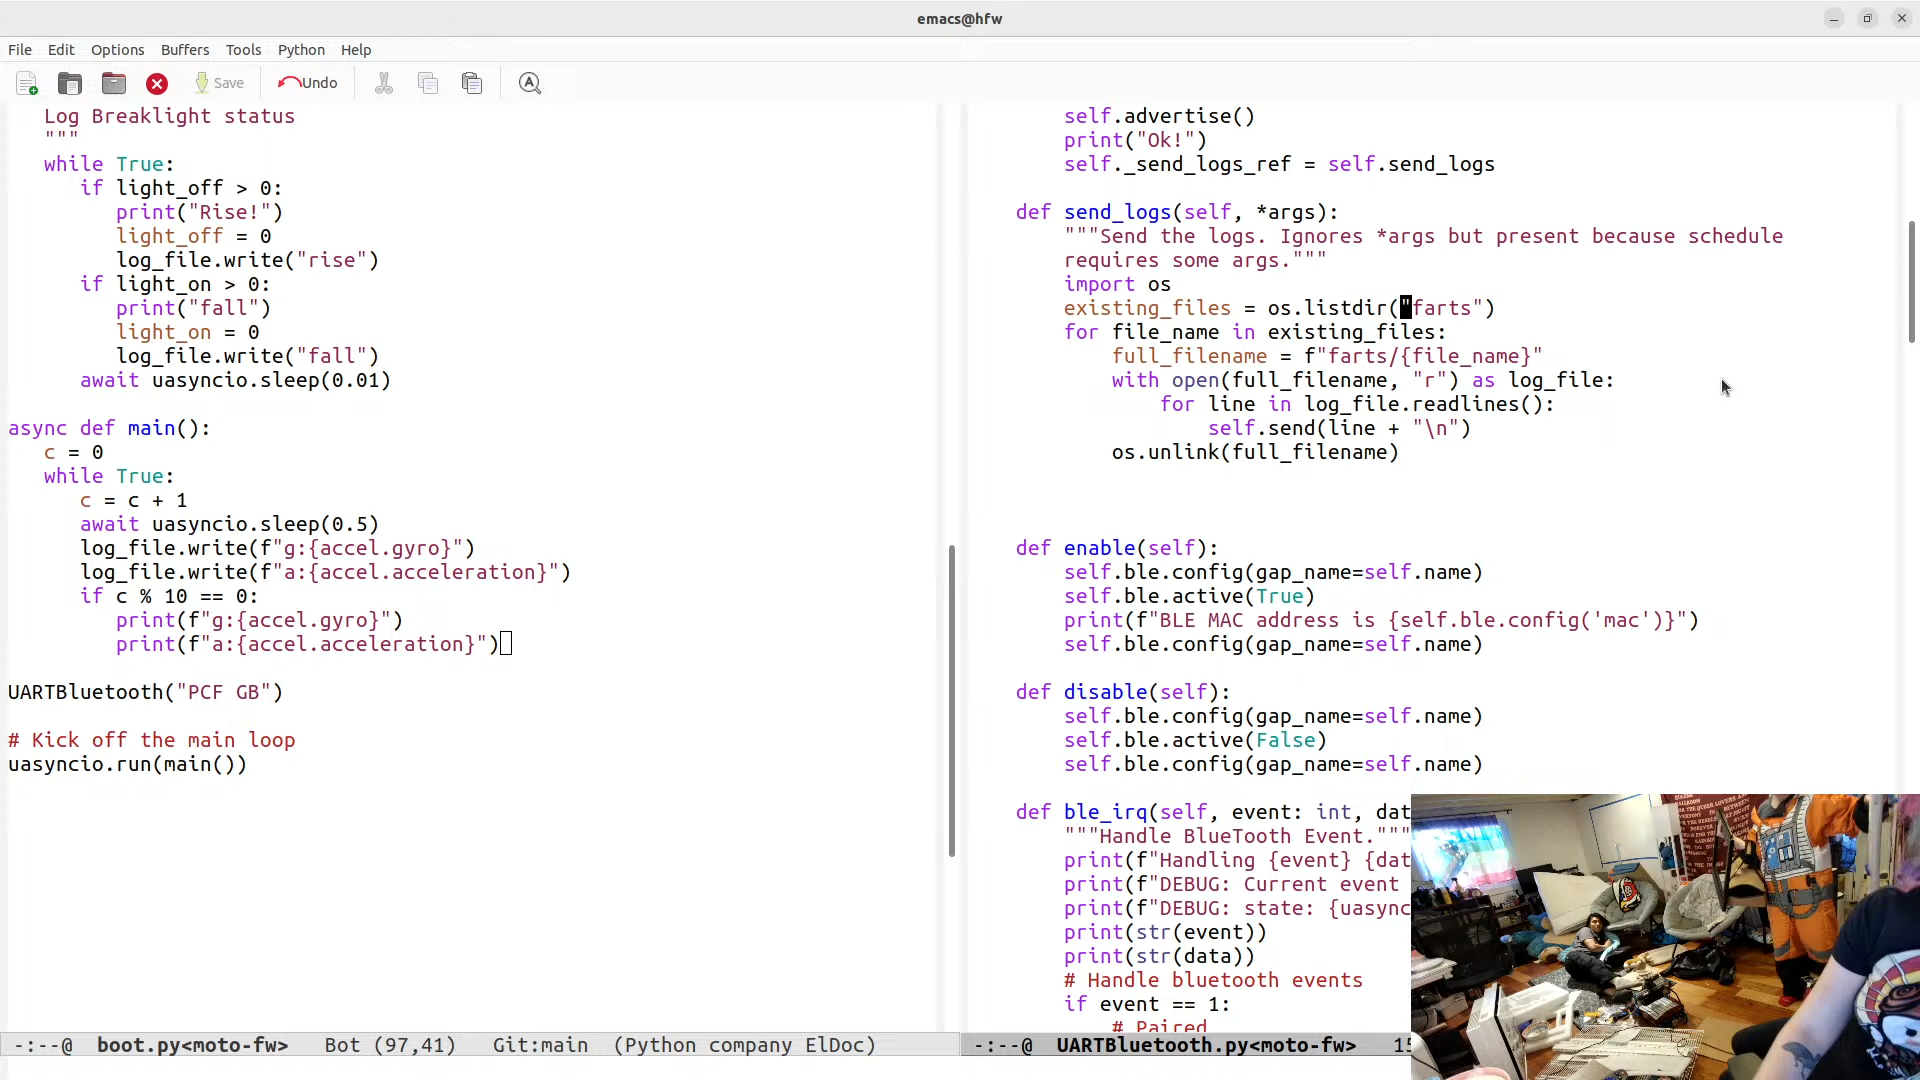 emacs@hfw
File Edit Options Buffers Tools Python Help
Save Undo
Log Breaklight status
"""
while True:
if light_off > 0:
print("Rise!")
light_off = 0
log_file.write("rise")
if light_on > 0:
print("fall")
light_on = 0
log_file.write("fall")
await uasyncio.sleep(0.01)
async def main():
c = 0
while True:
c = c + 1
await uasyncio.sleep(0.5)
log_file.write(f"g:{accel.gyro}")
log_file.write(f"a:{accel.acceleration}")
if c % 10 == 0:
print(f"g:{accel.gyro}")
print(f"a:{accel.acceleration}")
UARTBluetooth("PCF GB")
# Kick off the main loop
uasyncio.run(main())
-:--@ boot.py<moto-fw> Bot (97,41) Git:main (Python company ElDoc)
self.advertise()
print("Ok!")
self._send_logs_ref = self.send_logs
def send_logs(self, *args):
"""Send the logs. Ignores *args but present because schedule
requires some args."""
import os
existing_files = os.listdir("farts")
for file_name in existing_files:
full_filename = f"farts/{file_name}"
with open(full_filename, "r") as log_file:
for line in log_file.readlines():
self.send(line + "\n")
os.unlink(full_filename)
def enable(self):
self.ble.config(gap_name=self.name)
self.ble.active(True)
print(f"BLE MAC address is {self.ble.config('mac')}")
self.ble.config(gap_name=self.name)
def disable(self):
self.ble.config(gap_name=self.name)
self.ble.active(False)
self.ble.config(gap_name=self.name)
def ble_irq(self, event: int, dat
"""Handle BlueTooth Event."""
print(f"Handling {event} {dat
print(f"DEBUG: Current event
print(f"DEBUG: state: {uasync
print(str(event))
print(str(data))
# Handle bluetooth events
if event == 1:
# Paired
-:--@ UARTBluetooth.py<moto-fw> 15